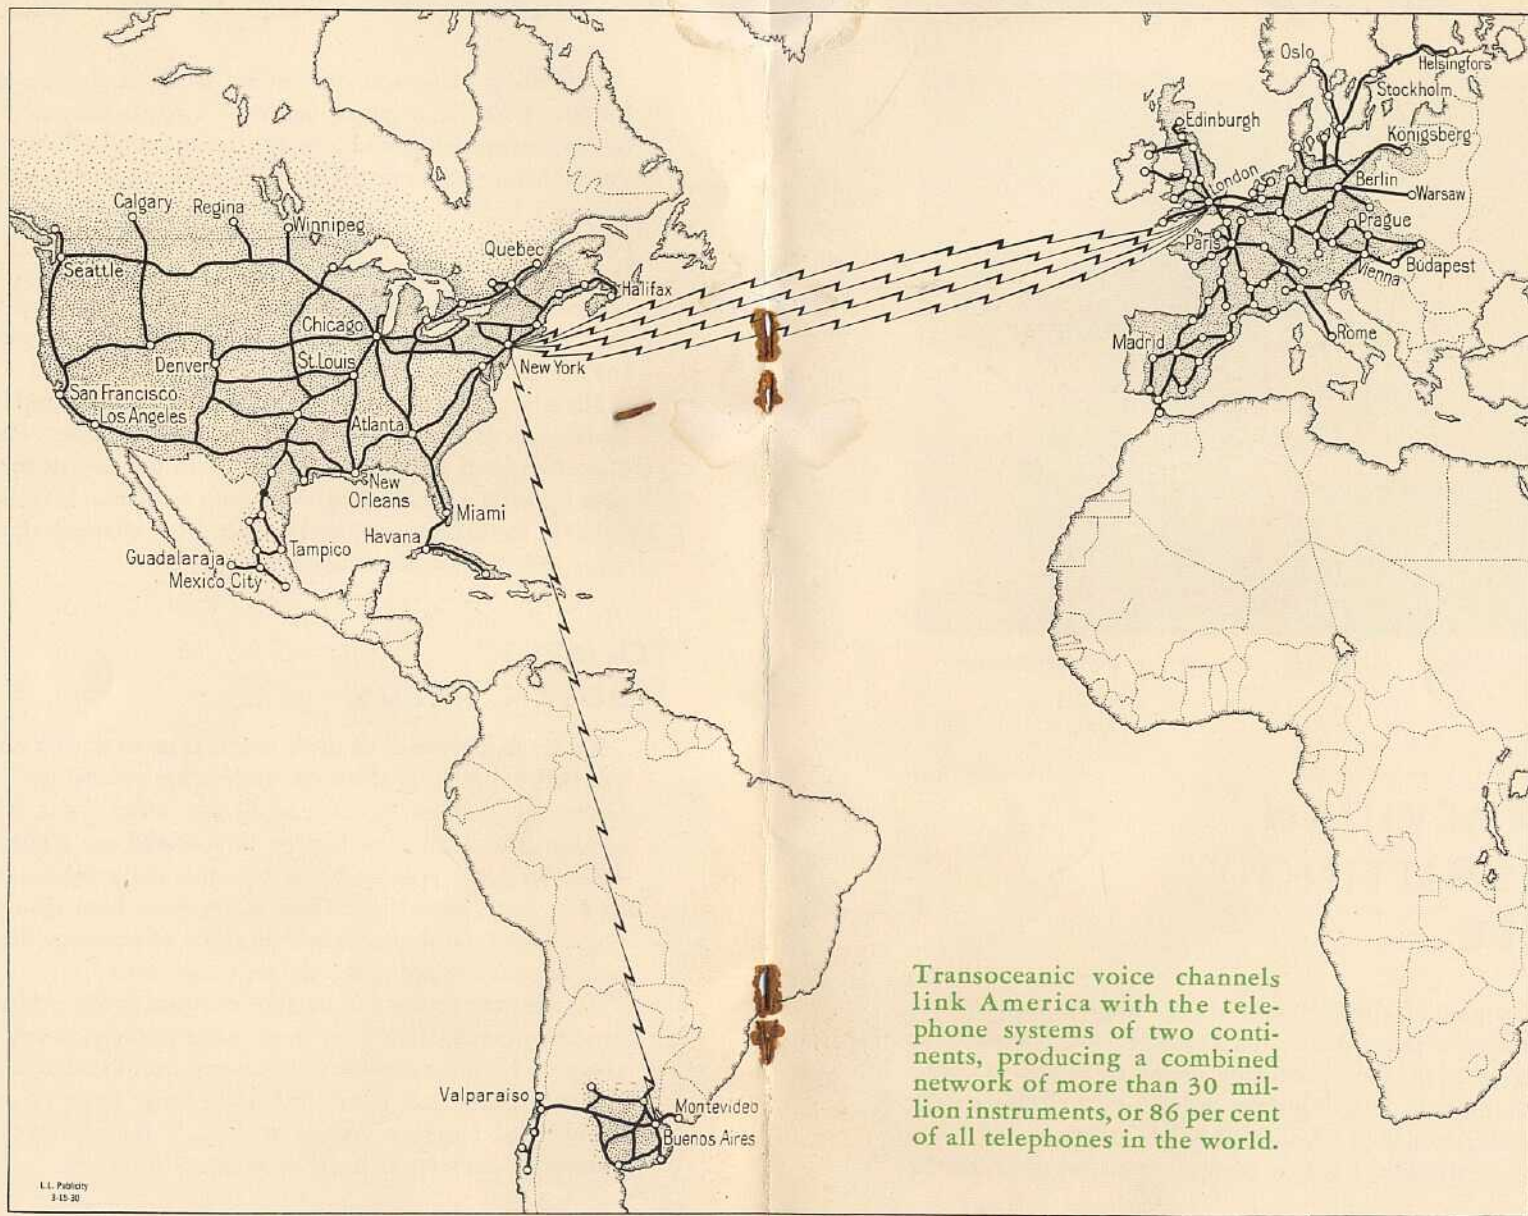 Oslo
Helsingfors
Stockholm
Edinburgh
Königsberg
London
Berlin
Warsaw
Prague
Paris
Vienna
Budapest
Madrid
Rome
Calgary
Regina
Winnipeg
Quebec
Seattle
Halifax
Chicago
Denver
St. Louis
New York
San Francisco
Los Angeles
Atlanta
New
Orleans
Miami
Havana
Guadalaraja
Tampico
Mexico City
Valparaiso
Montevideo
Buenos Aires
Transoceanic voice channels
link America with the tele-
phone systems of two conti-
nents, producing a combined
network of more than 30 mil-
lion instruments, or 86 per cent
of all telephones in the world.
L.L. Publicity
3-15-30